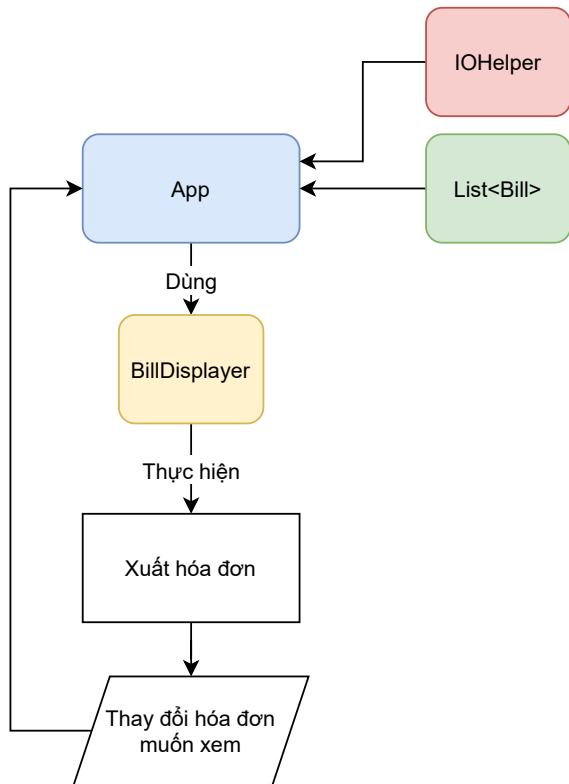 IOHelper
App
List<Bill>
Dùng
BillDisplayer
Thực hiện
Xuất hóa đơn
Thay đổi hóa đơn
muốn xem